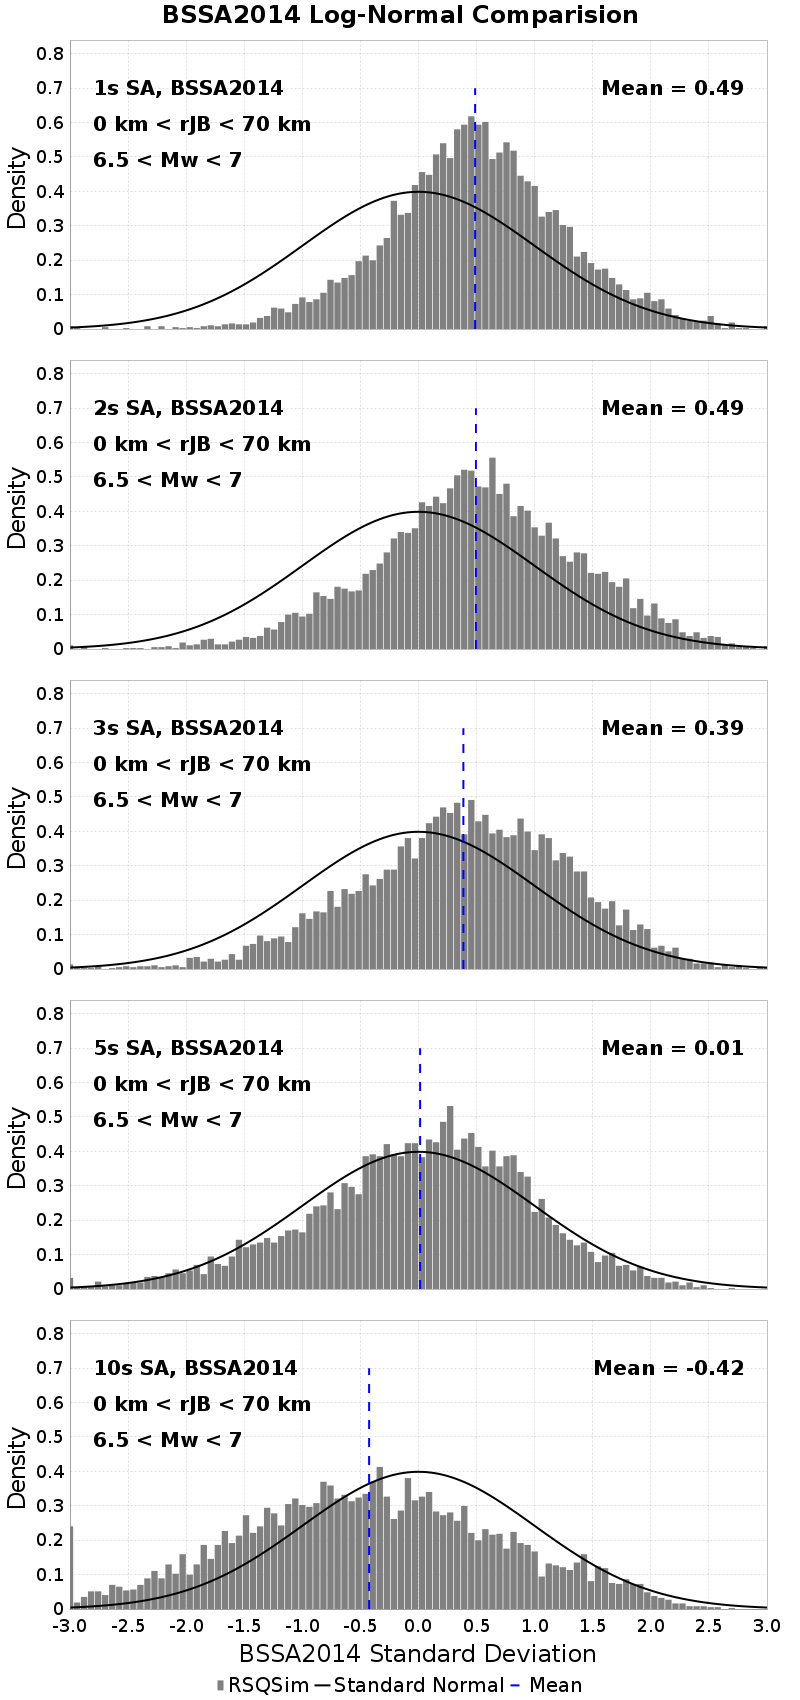 BSSA2014 Log-Normal Comparision
0.8
0.7
0.6
0.5
0.4
0.3
0.2
0.1
0
Density
1s SA, BSSA2014
Mean = 0.49
0 km < rJB < 70 km
6.5 < Mw < 7
0.8
0.7
0.6
0.5
0.4
0.3
0.2
0.1
0
Density
2s SA, BSSA2014
Mean = 0.49
0 km < rJB < 70 km
6.5 < Mw < 7
0.8
0.7
0.6
0.5
0.4
0.3
0.2
0.1
0
Density
3s SA, BSSA2014
Mean = 0.39
0 km < rJB < 70 km
6.5 < Mw < 7
0.8
0.7
0.6
0.5
0.4
0.3
0.2
0.1
0
Density
5s SA, BSSA2014
Mean = 0.01
0 km < rJB < 70 km
6.5 < Mw < 7
0.8
0.7
0.6
0.5
0.4
0.3
0.2
0.1
0
Density
10s SA, BSSA2014
Mean = -0.42
0 km < rJB < 70 km
6.5 < Mw < 7
-3.0 -2.5 -2.0 -1.5 -1.0 -0.5 0.0 0.5 1.0 1.5 2.0 2.5 3.0
BSSA2014 Standard Deviation
RSQSim Standard Normal Mean